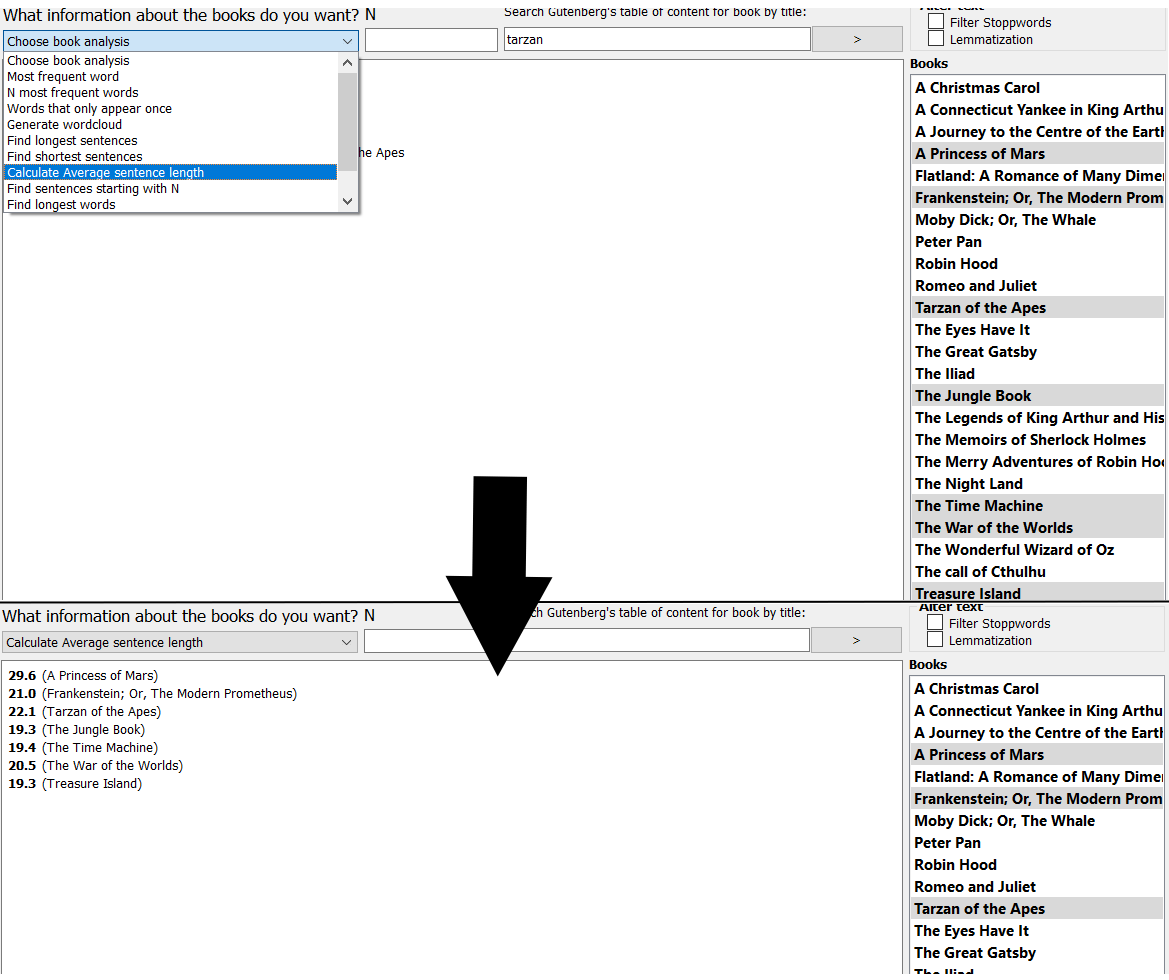 What information about the books do you want? N
Search Gutenberg's table of content for book by title:
Choose book analysis
tarzan
>
Choose book analysis
Most frequent word
N most frequent words
Words that only appear once
Generate wordcloud
Find longest sentences
Find shortest sentences
Calculate Average sentence length
Find sentences starting with N
Find longest words
the Apes
Alter text
Filter Stoppwords
Lemmatization
Books
A Christmas Carol
A Connecticut Yankee in King Arthu
A Journey to the Centre of the Earth
A Princess of Mars
Flatland: A Romance of Many Dimer
Frankenstein; Or, The Modern Prom
Moby Dick; Or, The Whale
Peter Pan
Robin Hood
Romeo and Juliet
Tarzan of the Apes
The Eyes Have It
The Great Gatsby
The Iliad
The Jungle Book
The Legends of King Arthur and His
The Memoirs of Sherlock Holmes
The Merry Adventures of Robin Hoo
The Night Land
The Time Machine
The War of the Worlds
The Wonderful Wizard of Oz
The call of Cthulhu
Treasure Island
What information about the books do you want? N
ch Gutenberg's table of content for book by title:
Calculate Average sentence length
>
29.6 (A Princess of Mars)
21.0 (Frankenstein; Or, The Modern Prometheus)
22.1 (Tarzan of the Apes)
19.3 (The Jungle Book)
19.4 (The Time Machine)
20.5 (The War of the Worlds)
19.3 (Treasure Island)
Alter text
Filter Stoppwords
Lemmatization
Books
A Christmas Carol
A Connecticut Yankee in King Arthu
A Journey to the Centre of the Earth
A Princess of Mars
Flatland: A Romance of Many Dimer
Frankenstein; Or, The Modern Prom
Moby Dick; Or, The Whale
Peter Pan
Robin Hood
Romeo and Juliet
Tarzan of the Apes
The Eyes Have It
The Great Gatsby
The Iliad